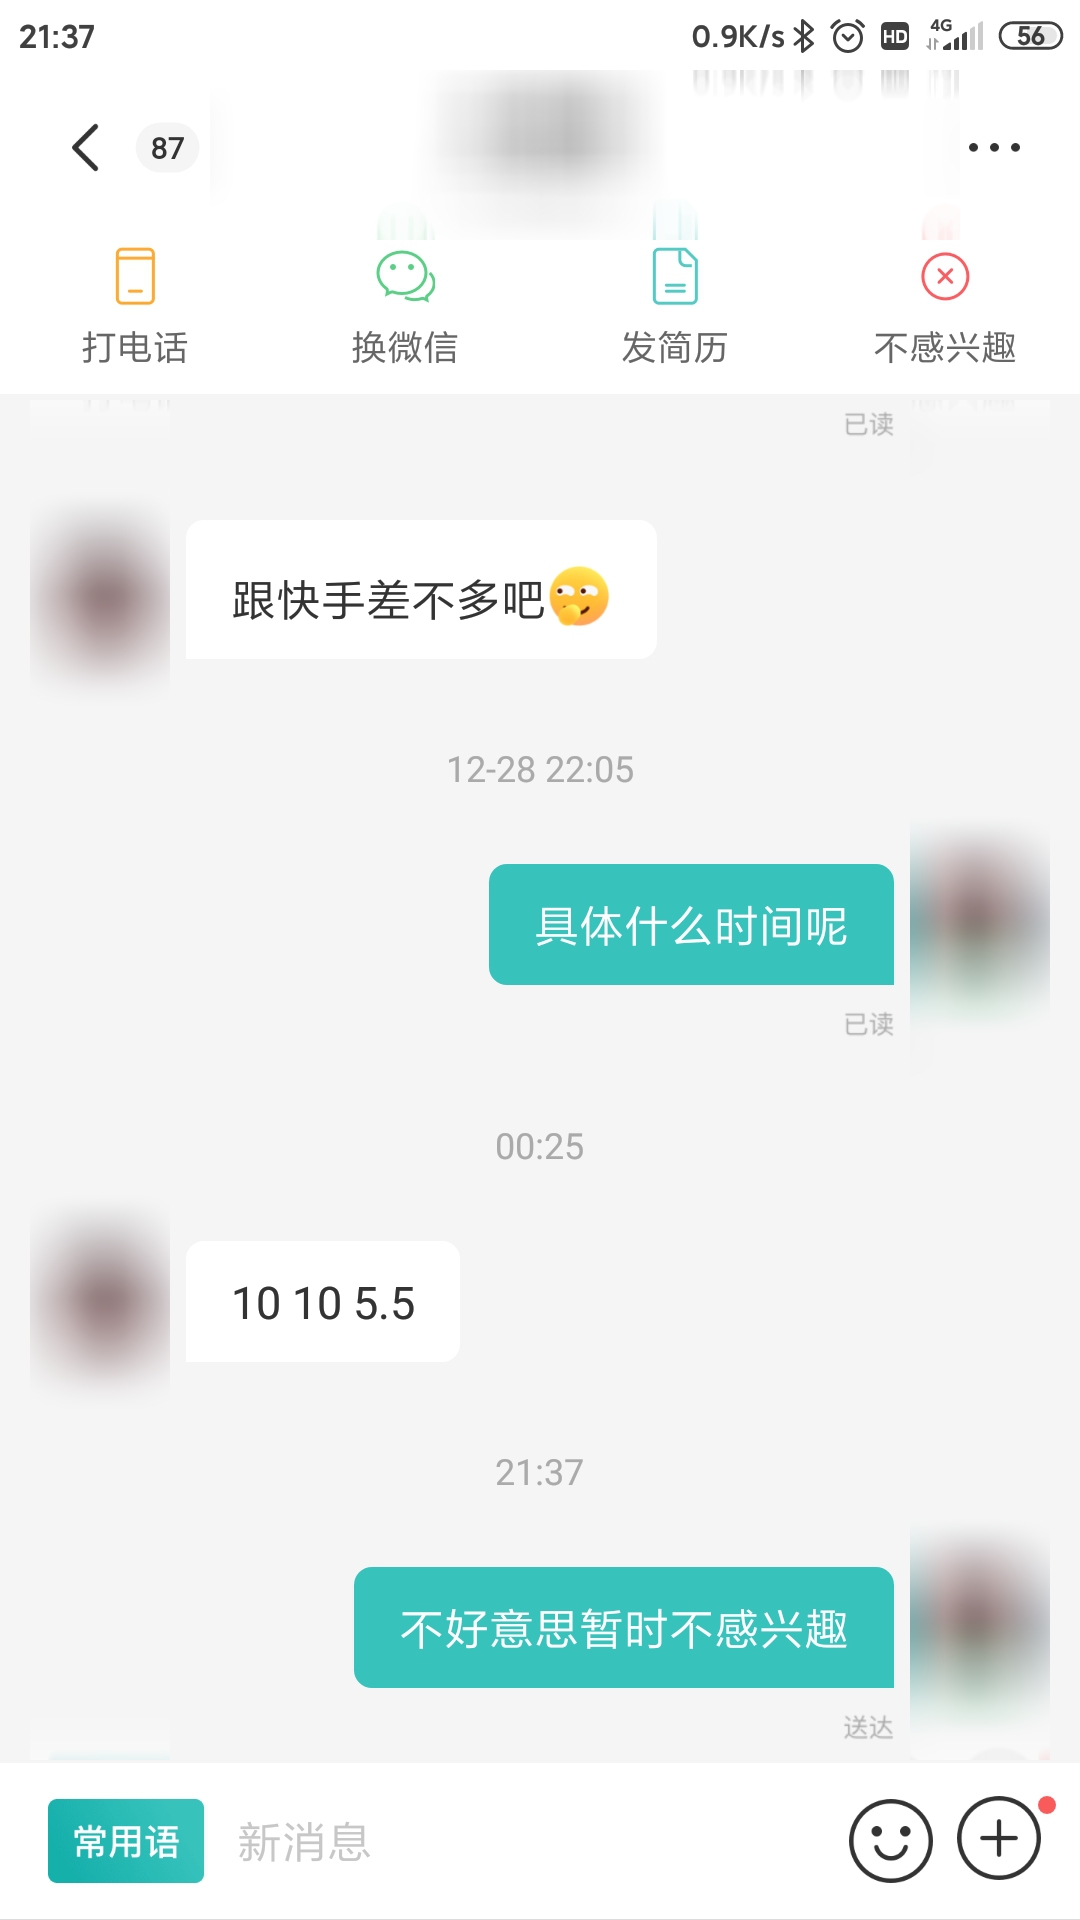 21:37 0.9K/s HD 4G 56
87
打电话 换微信 发简历 不感兴趣
已读
跟快手差不多吧
12-28 22:05
具体什么时间呢
已读
00:25
10 10 5.5
21:37
不好意思暂时不感兴趣
送达
常用语 新消息